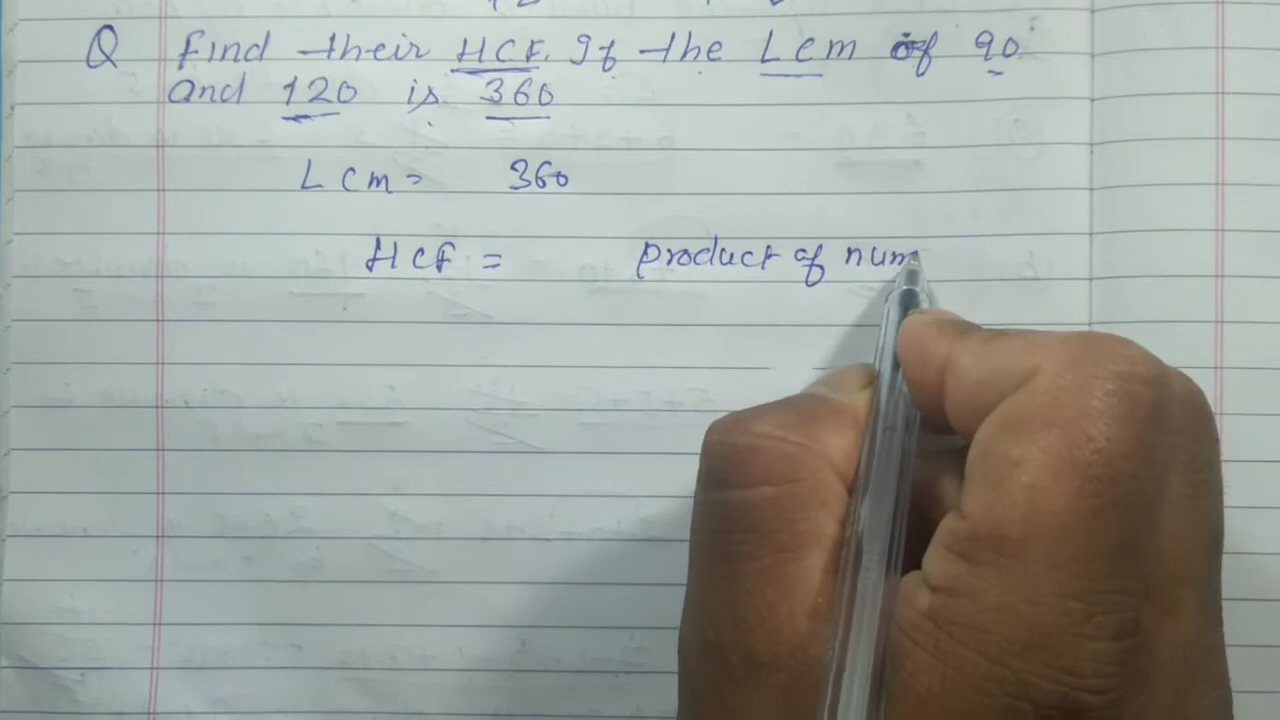 Q Find their HCF. If the LCM of 90
and 120 is 360
LCM = 360
HCF = product of num